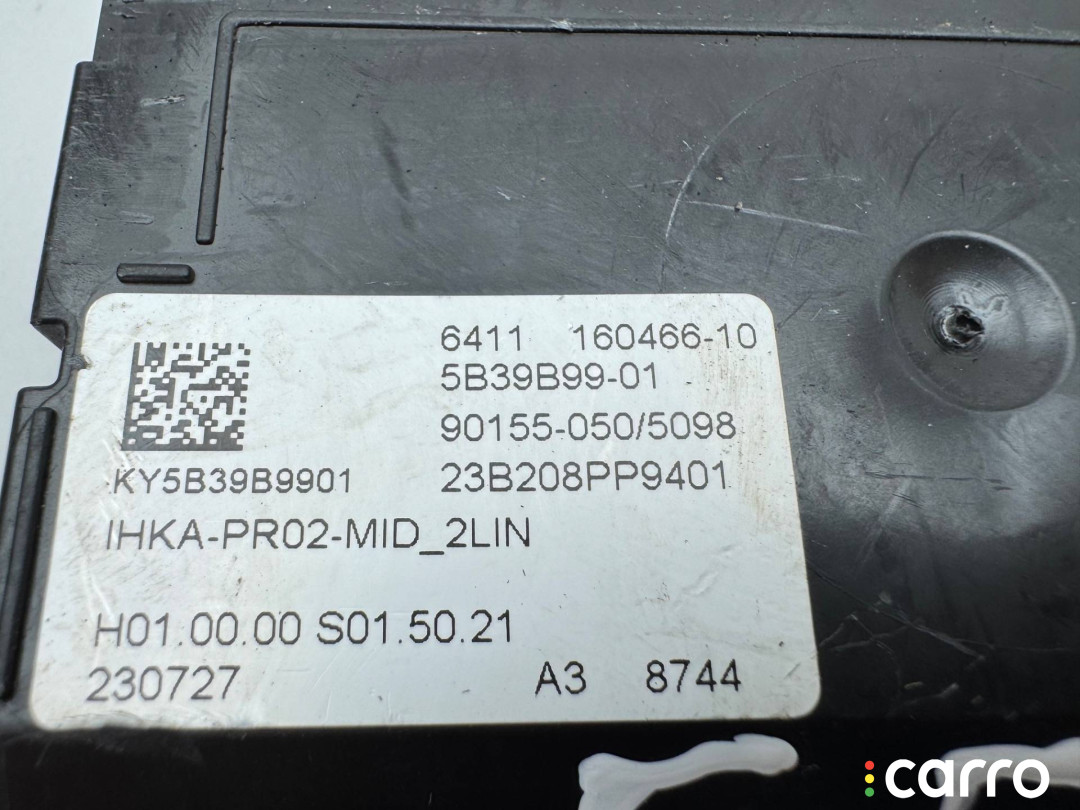 6411 160466-10
5B39B99-01
90155-050/5098
KY5B39B9901 23B208PP9401
IHKA-PR02-MID_2LIN
H01.00.00 S01.50.21
230727 A3 8744
carro